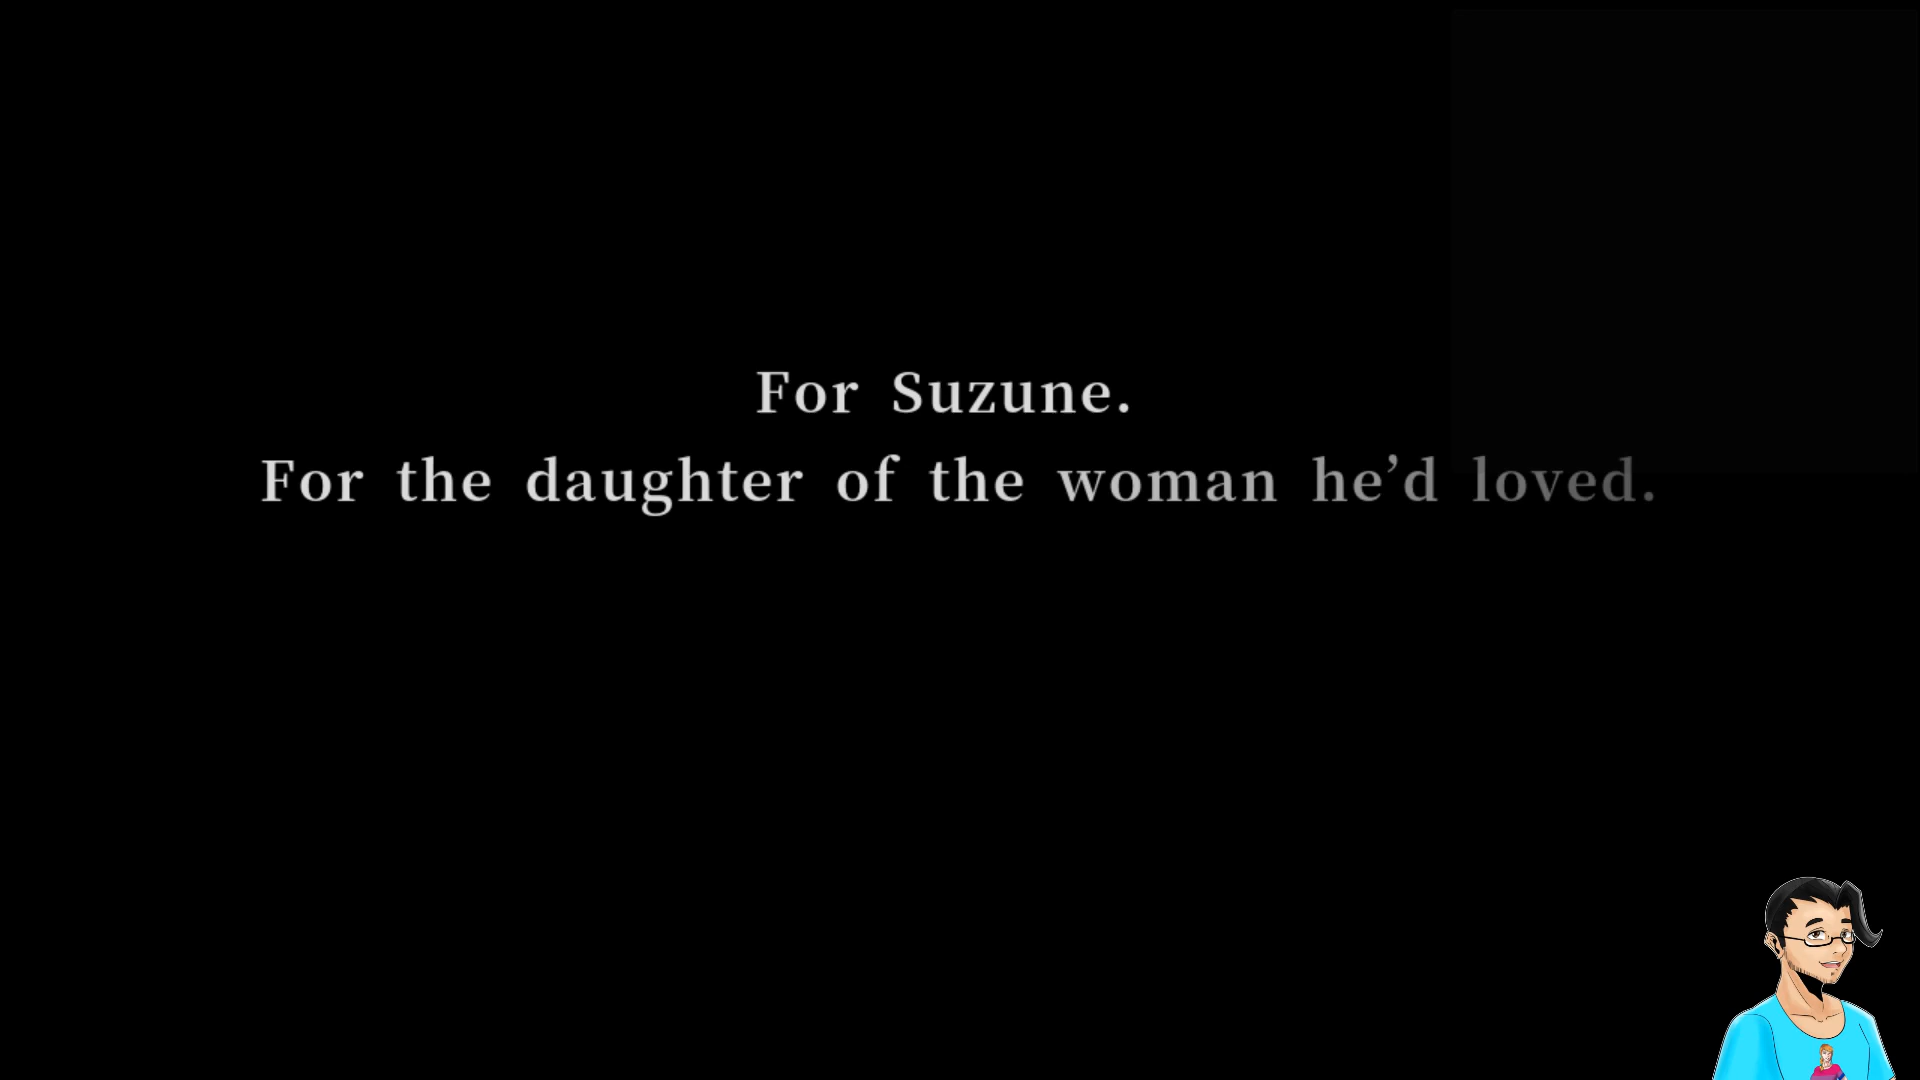 For Suzune.
For the daughter of the woman he’d loved.